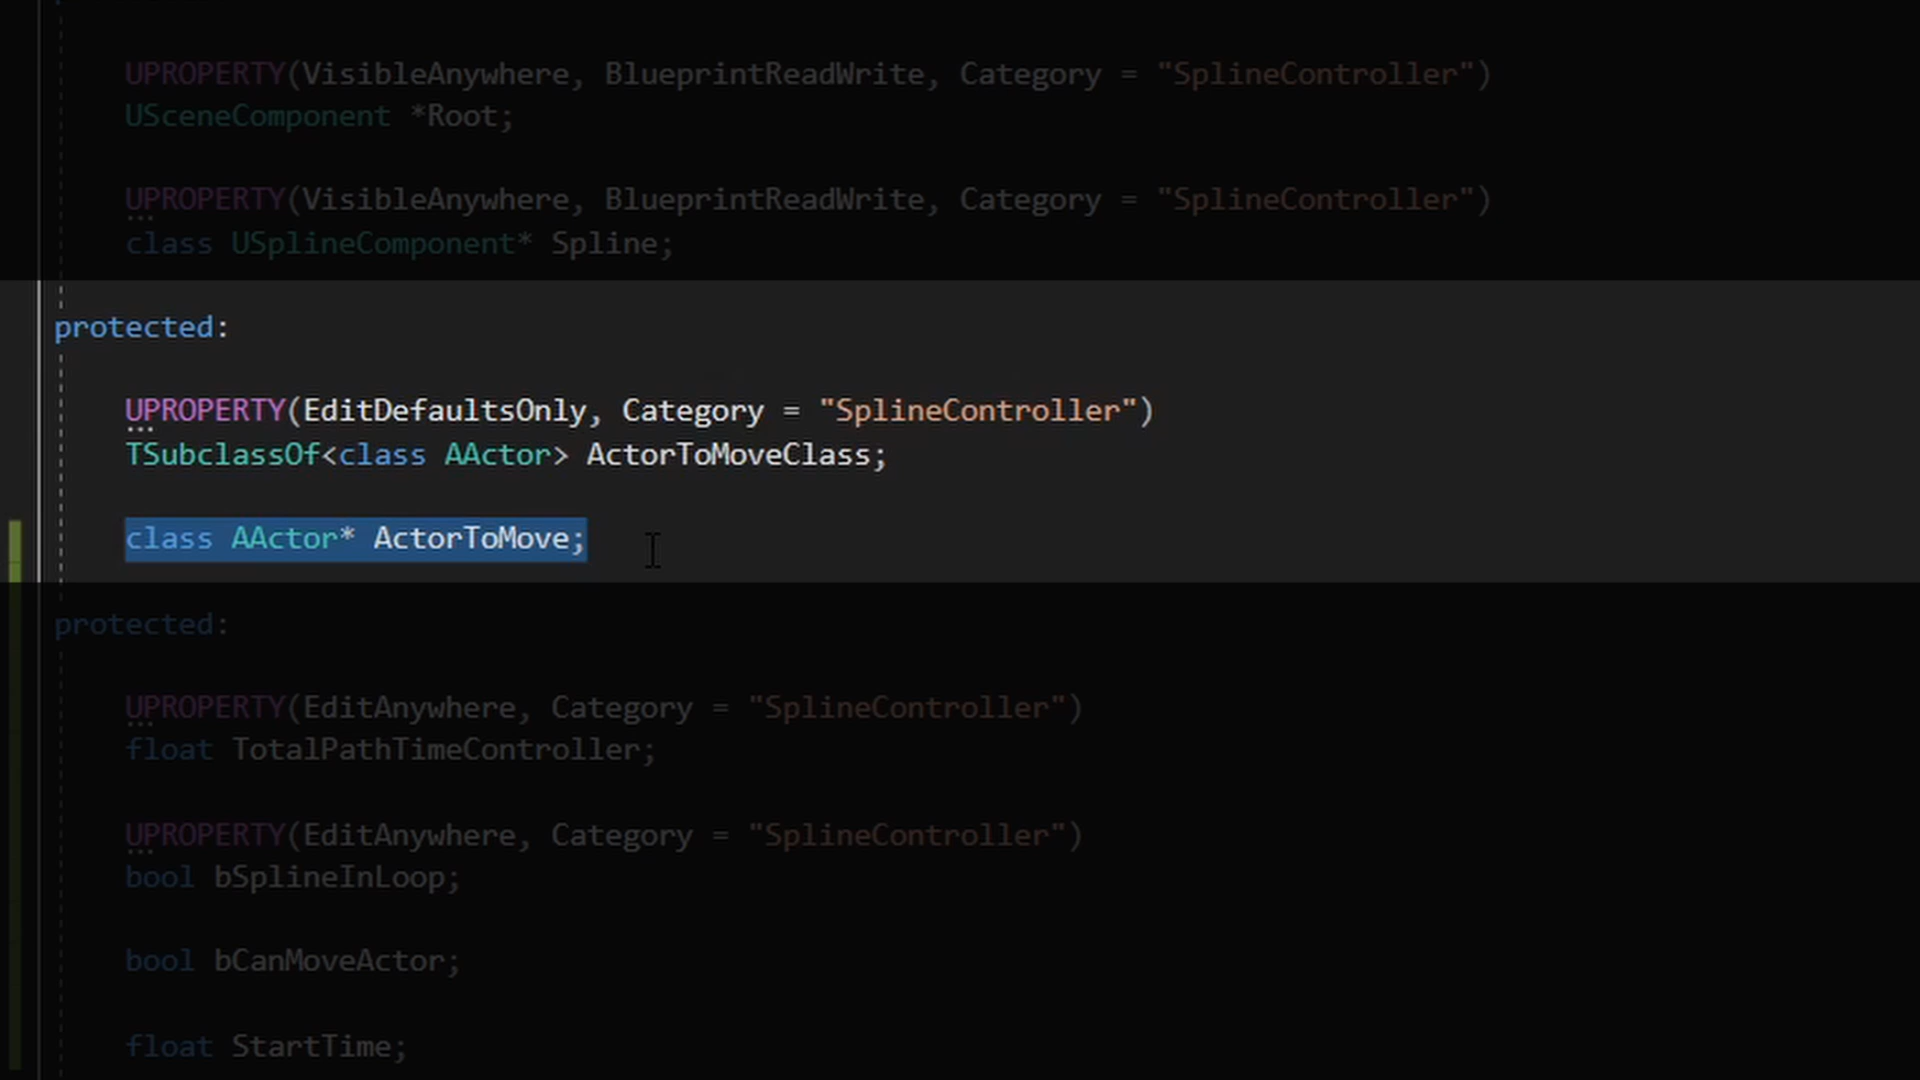 UPROPERTY(VisibleAnywhere, BlueprintReadWrite, Category = "SplineController")
USceneComponent *Root;
UPROPERTY(VisibleAnywhere, BlueprintReadWrite, Category = "SplineController")
class USplineComponent* Spline;
protected:
UPROPERTY(EditDefaultsOnly, Category = "SplineController")
TSubclassOf<class AActor> ActorToMoveClass;
class AActor* ActorToMove;
protected:
UPROPERTY(EditAnywhere, Category = "SplineController")
float TotalPathTimeController;
UPROPERTY(EditAnywhere, Category = "SplineController")
bool bSplineInLoop;
bool bCanMoveActor;
float StartTime;